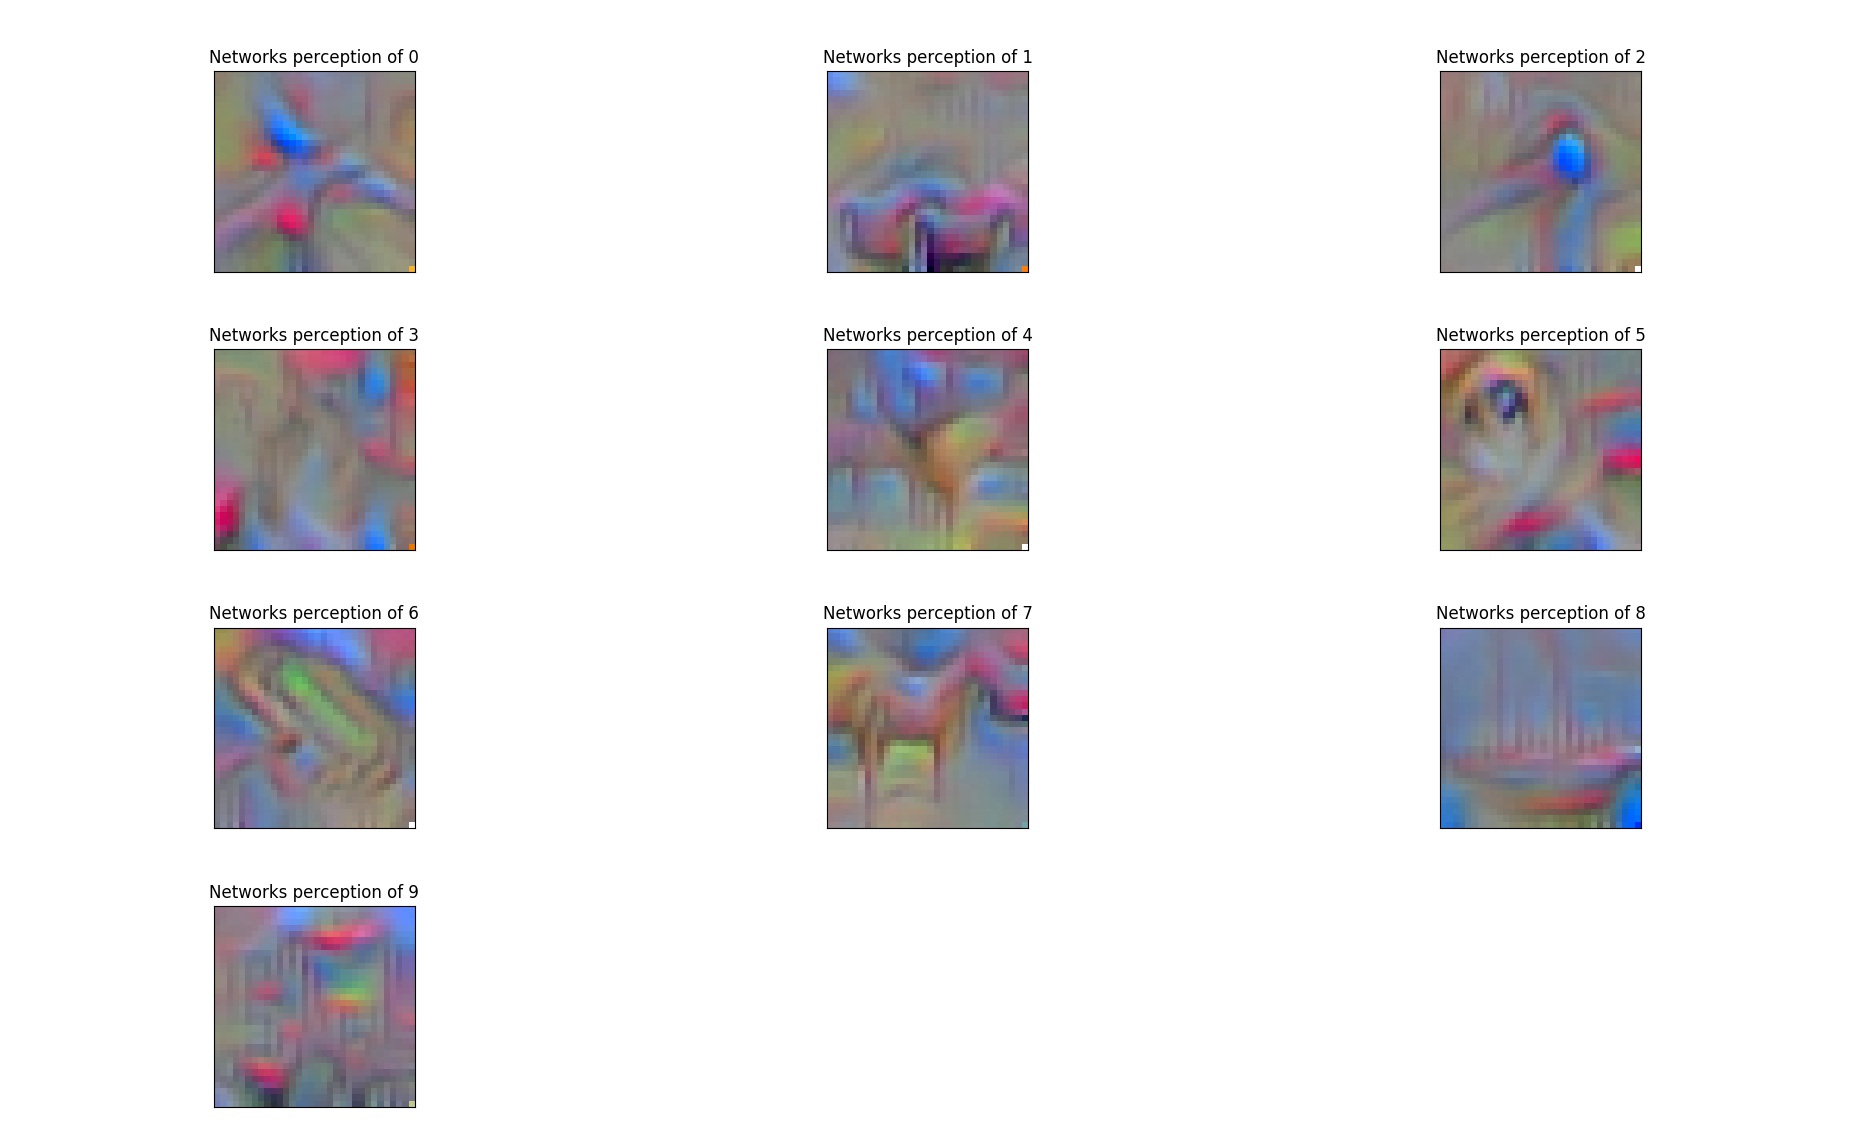 Networks perception of 0
Networks perception of 1
Networks perception of 2
Networks perception of 3
Networks perception of 4
Networks perception of 5
Networks perception of 6
Networks perception of 7
Networks perception of 8
Networks perception of 9